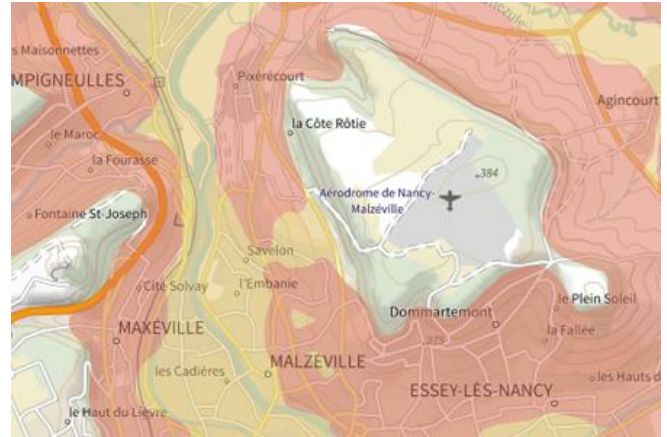 s Maisonnettes
MPIGNEULLES
Pixérécourt
Agincourt
la Côte Rôtie
le Maroc
la Fourasse
384
Aérodrome de Nancy-
Malzéville
Fontaine St-Joseph
Savelon
Cité Solvay
l'Embanie
le Plein Soleil
Dommartemont
MAXÉVILLE
la Fallée
275
MALZÉVILLE
les Cadières
les Hauts d
ESSEY-LÈS-NANCY
le Haut du Lièvre